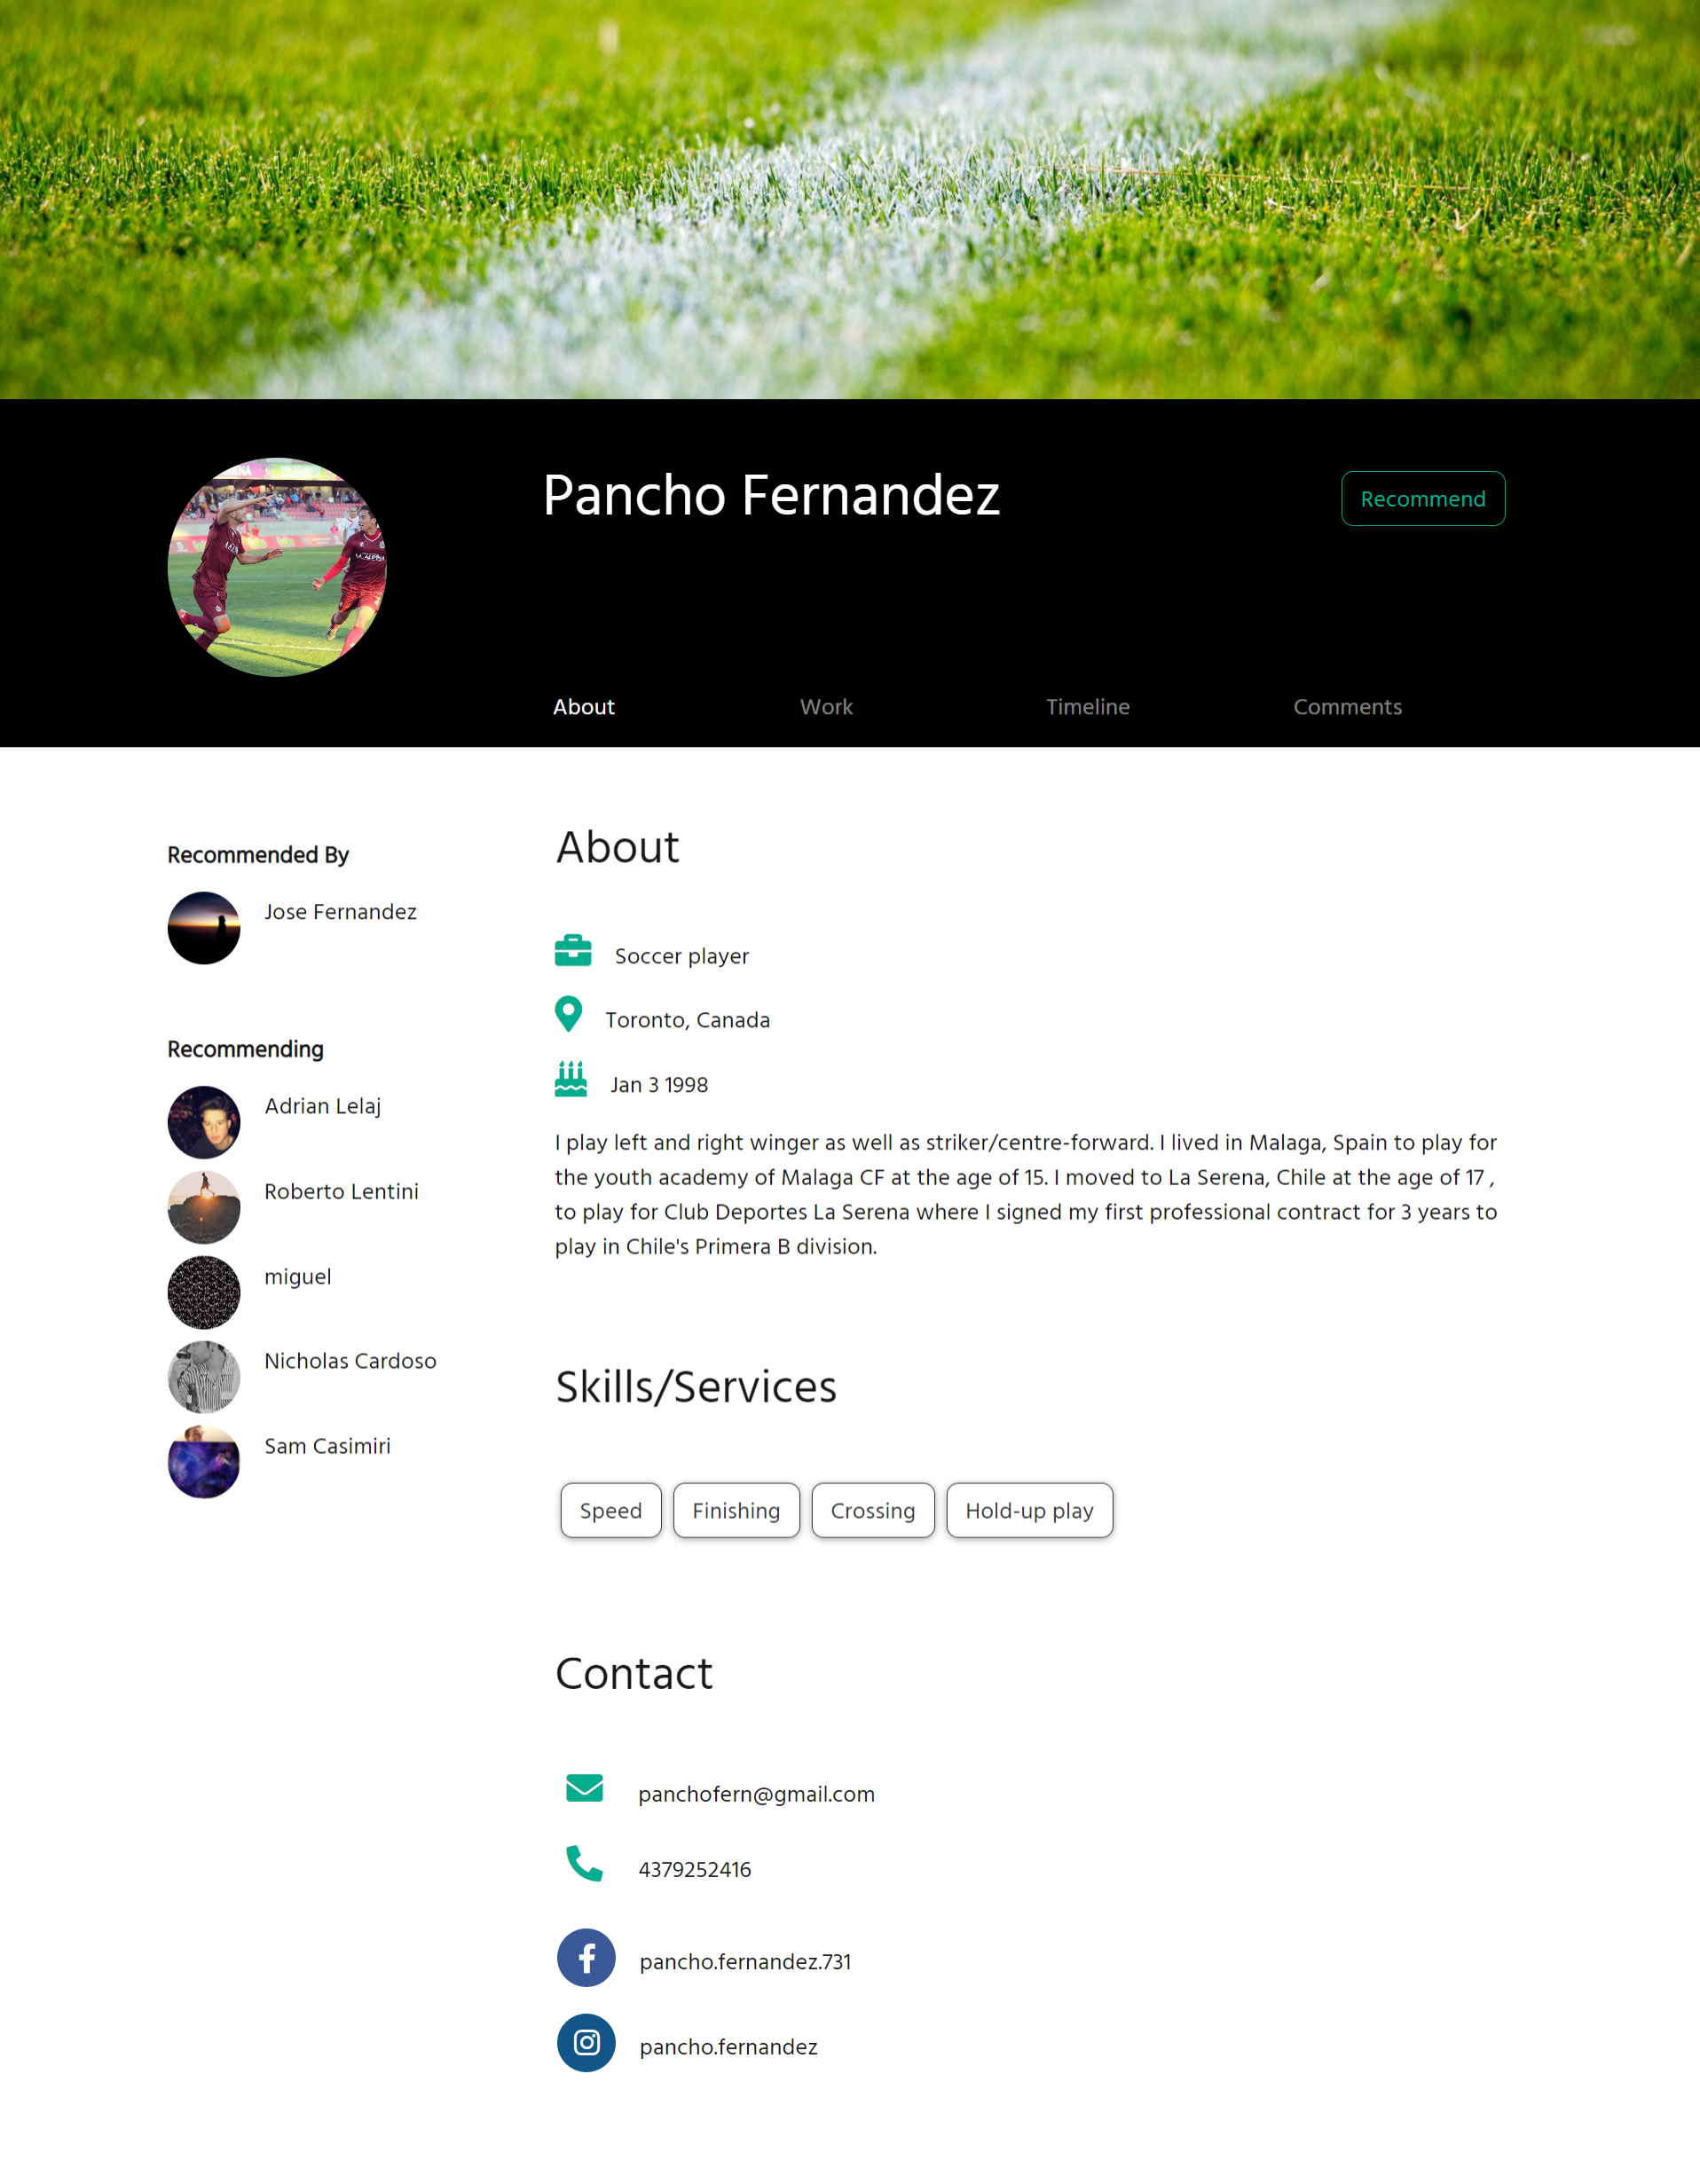 Pancho Fernandez
Recommend
About
Work
Timeline
Comments
Recommended By
Jose Fernandez
Recommending
Adrian Lelaj
Roberto Lentini
miguel
Nicholas Cardoso
Sam Casimiri
About
Soccer player
Toronto, Canada
Jan 3 1998
I play left and right winger as well as striker/centre-forward. I lived in Malaga, Spain to play for
the youth academy of Malaga CF at the age of 15. I moved to La Serena, Chile at the age of 17 ,
to play for Club Deportes La Serena where I signed my first professional contract for 3 years to
play in Chile's Primera B division.
Skills/Services
Speed
Finishing
Crossing
Hold-up play
Contact
panchofern@gmail.com
4379252416
pancho.fernandez.731
pancho.fernandez